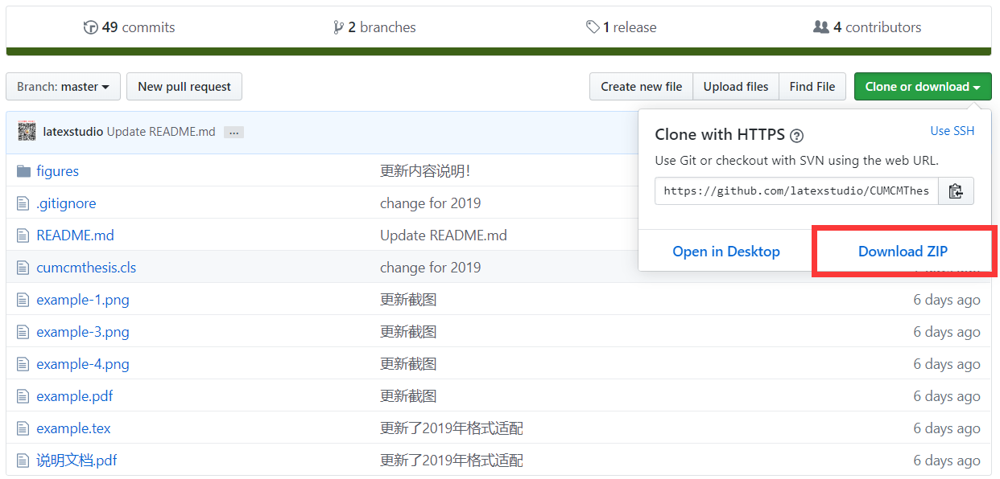 49 commits 2 branches 1 release 4 contributors
Branch: master New pull request Create new file Upload files Find File Clone or download
latexstudio Update README.md ...
Clone with HTTPS ?
Use SSH
Use Git or checkout with SVN using the web URL.
https://github.com/latexstudio/CUMCMThes
Open in Desktop Download ZIP
figures 更新内容说明!
.gitignore change for 2019
README.md Update README.md
cumcmthesis.cls change for 2019
example-1.png 更新截图 6 days ago
example-3.png 更新截图 6 days ago
example-4.png 更新截图 6 days ago
example.pdf 更新截图 6 days ago
example.tex 更新了2019年格式适配 6 days ago
说明文档.pdf 更新了2019年格式适配 6 days ago